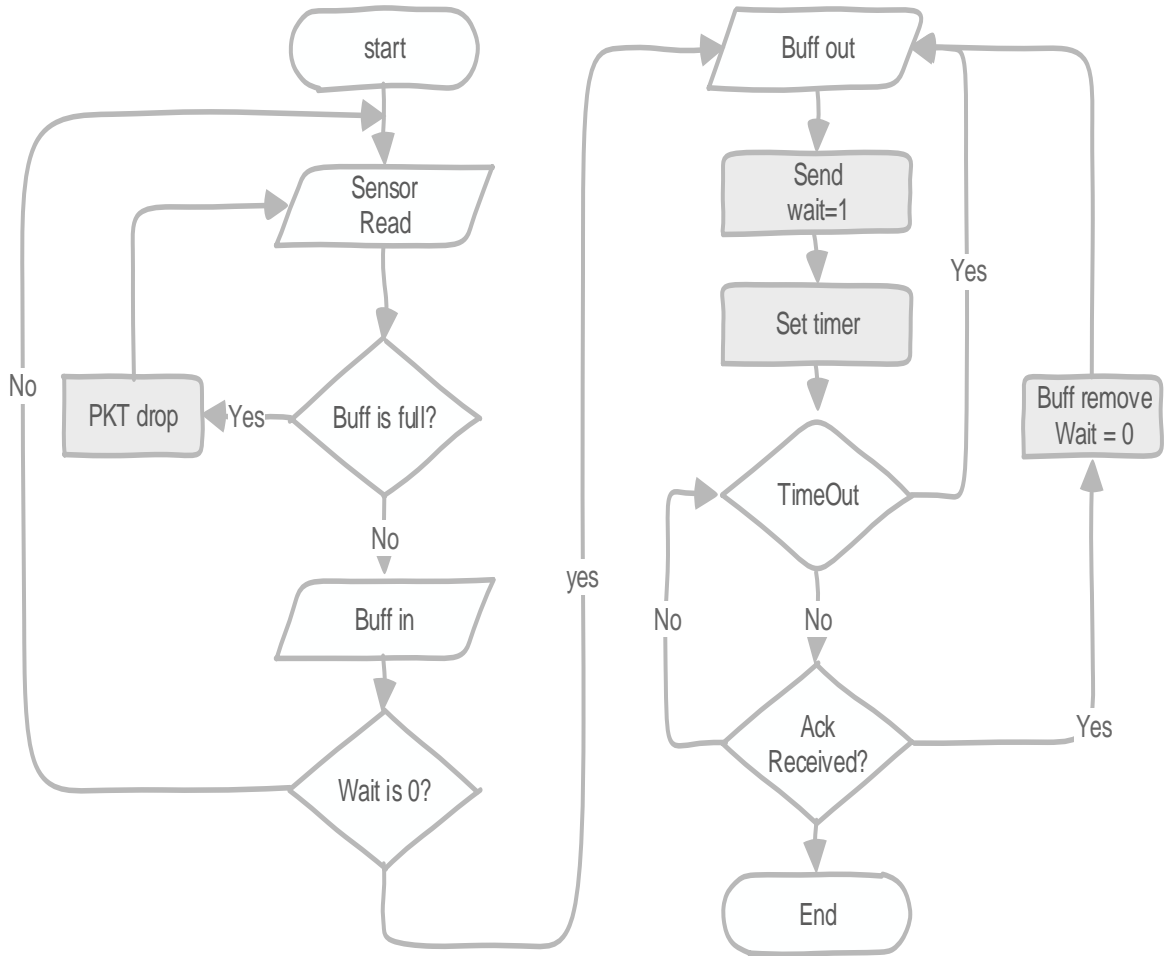 start
Sensor
Read
Buff is full?
Yes
PKT drop
No
Buff in
Wait is 0?
No
yes
Buff out
Send
wait=1
Set timer
TimeOut
Yes
No
Ack
Received?
No
Yes
Buff remove
Wait = 0
End